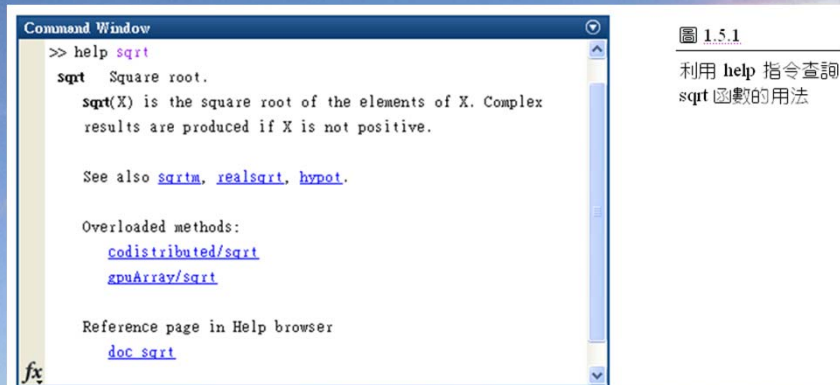 Command Window
>> help sqrt
sqrt Square root.
sqrt(X) is the square root of the elements of X. Complex
results are produced if X is not positive.
See also sqrtm, realsqrt, hypot.
Overloaded methods:
codistributed/sqrt
gpuArray/sqrt
Reference page in Help browser
doc sqrt
fx
圖 1.5.1
利用 help 指令查詢
sqrt 函數的用法